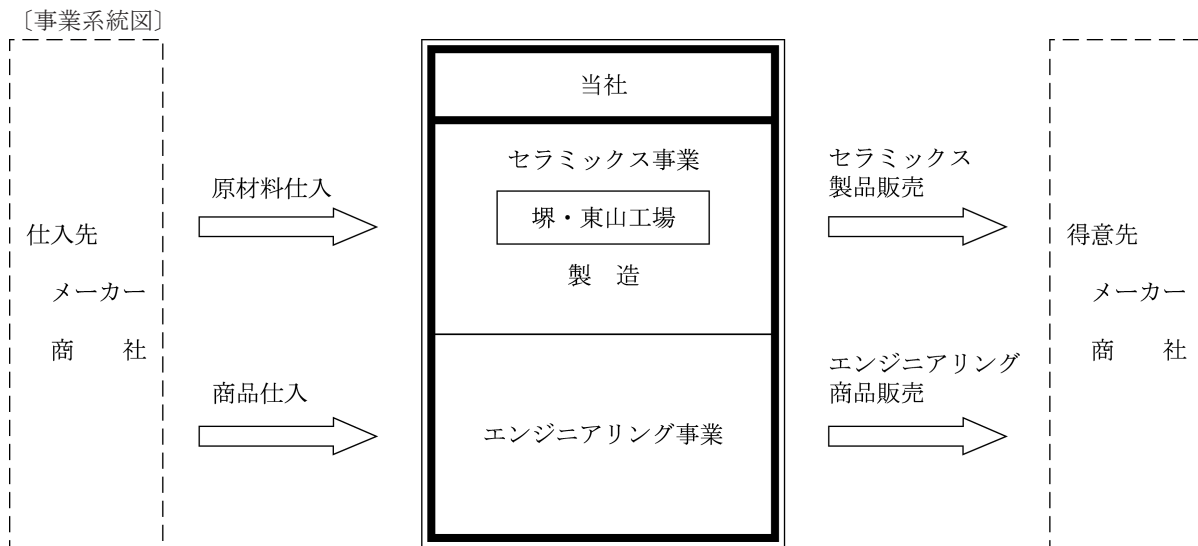 〔事業系統図〕
仕入先
メーカー
商　　社
原材料仕入
商品仕入
当社
セラミックス事業
堺・東山工場
製　造
エンジニアリング事業
セラミックス
製品販売
エンジニアリング
商品販売
得意先
メーカー
商　　社